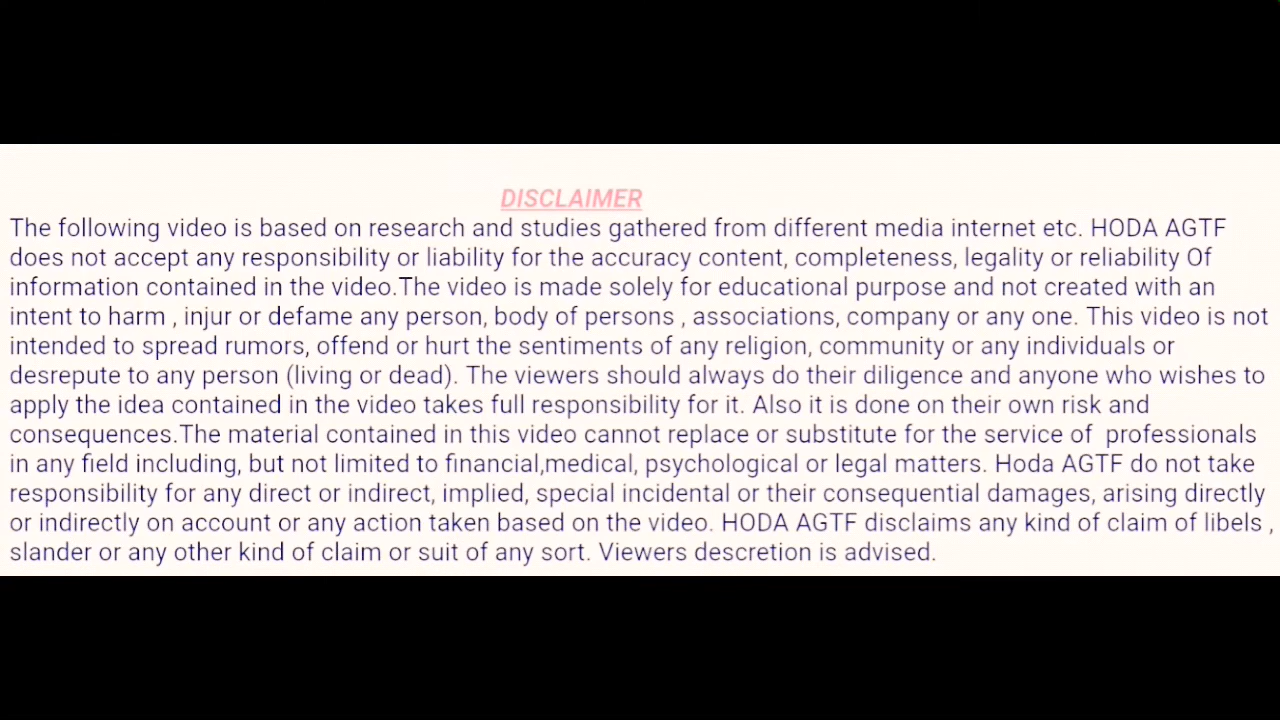 DISCLAIMER
The following video is based on research and studies gathered from different media internet etc. HODA AGTF
does not accept any responsibility or liability for the accuracy content, completeness, legality or reliability Of
information contained in the video.The video is made solely for educational purpose and not created with an
intent to harm , injur or defame any person, body of persons , associations, company or any one. This video is not
intended to spread rumors, offend or hurt the sentiments of any religion, community or any individuals or
desrepute to any person (living or dead). The viewers should always do their diligence and anyone who wishes to
apply the idea contained in the video takes full responsibility for it. Also it is done on their own risk and
consequences.The material contained in this video cannot replace or substitute for the service of  professionals
in any field including, but not limited to financial,medical, psychological or legal matters. Hoda AGTF do not take
responsibility for any direct or indirect, implied, special incidental or their consequential damages, arising directly
or indirectly on account or any action taken based on the video. HODA AGTF disclaims any kind of claim of libels ,
slander or any other kind of claim or suit of any sort. Viewers descretion is advised.